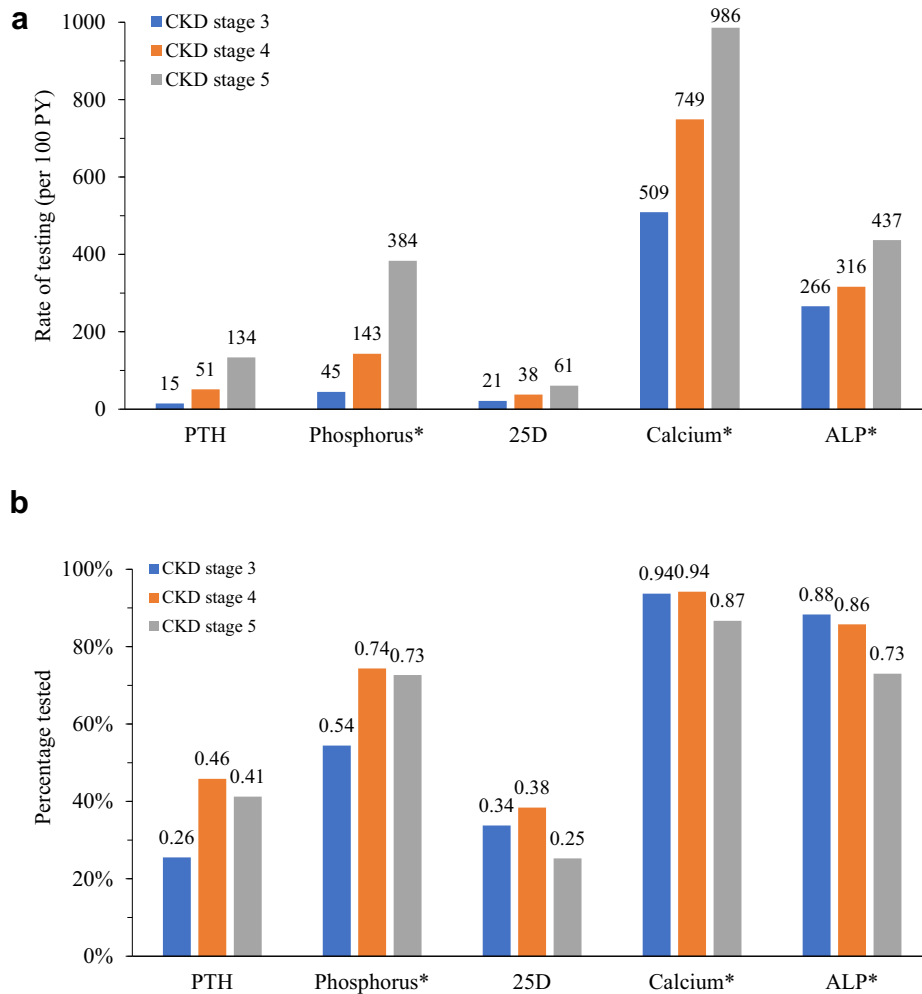 a
CKD stage 3
CKD stage 4
CKD stage 5
Rate of testing (per 100 PY)
1000
800
600
400
200
0
15 51 134
45 143 384
21 38 61
509 749 986
266 316 437
PTH Phosphorus* 25D Calcium* ALP*
b
CKD stage 3
CKD stage 4
CKD stage 5
Percentage tested
100%
80%
60%
40%
20%
0%
0.26 0.46 0.41
0.54 0.74 0.73
0.34 0.38 0.25
0.94 0.94 0.87
0.88 0.86 0.73
PTH Phosphorus* 25D Calcium* ALP*